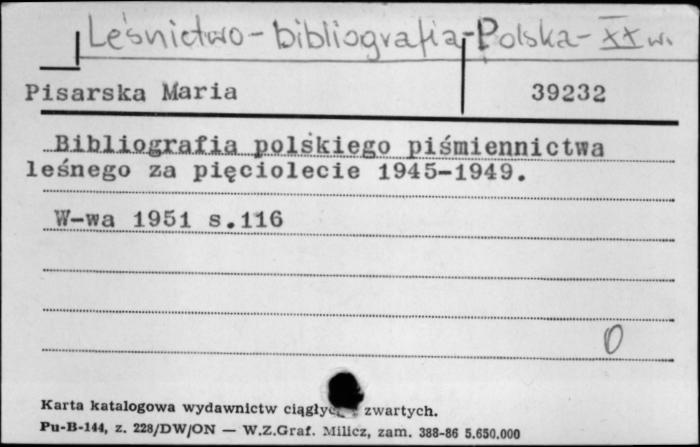 Leśnictwo - bibliografia - Polska - XX w.
Pisarska Maria 39232
Bibliografia polskiego piśmiennictwa
leśnego za pięciolecie 1945-1949.
W-wa 1951 s.116
0
Karta katalogowa wydawnictw zwartych.
Pu-B-144, z. 228/DW/ON — W.Z.Graf. Milicz, zam. 388-86 5.650.000